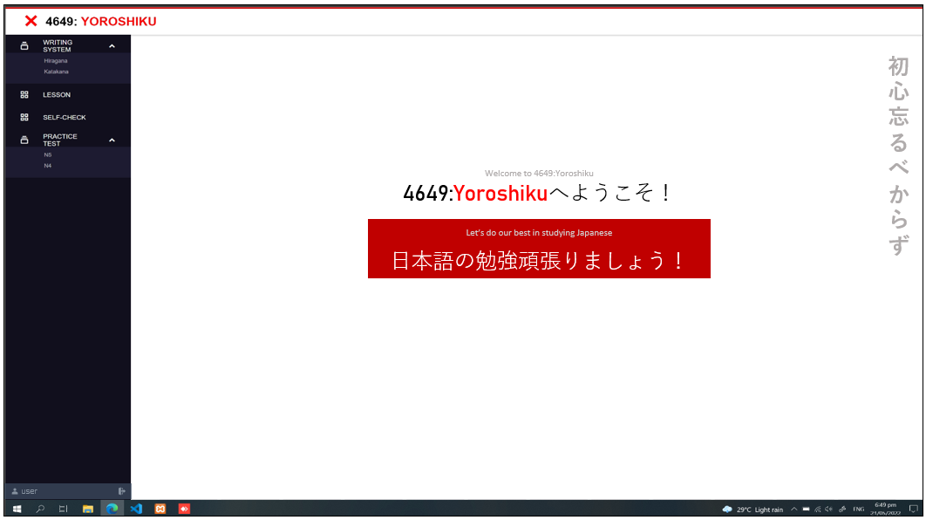 4649: YOROSHIKU
WRITING
SYSTEM
Hiragana
Katakana
LESSON
SELF-CHECK
PRACTICE
TEST
N5
N4
user
Welcome to 4649:Yoroshiku
4649:Yoroshikuへようこそ！
Let's do our best in studying Japanese
日本語の勉強頑張りましょう！
初心忘るべからず
29°C Light rain
ENG
6:49 pm
21/05/2022